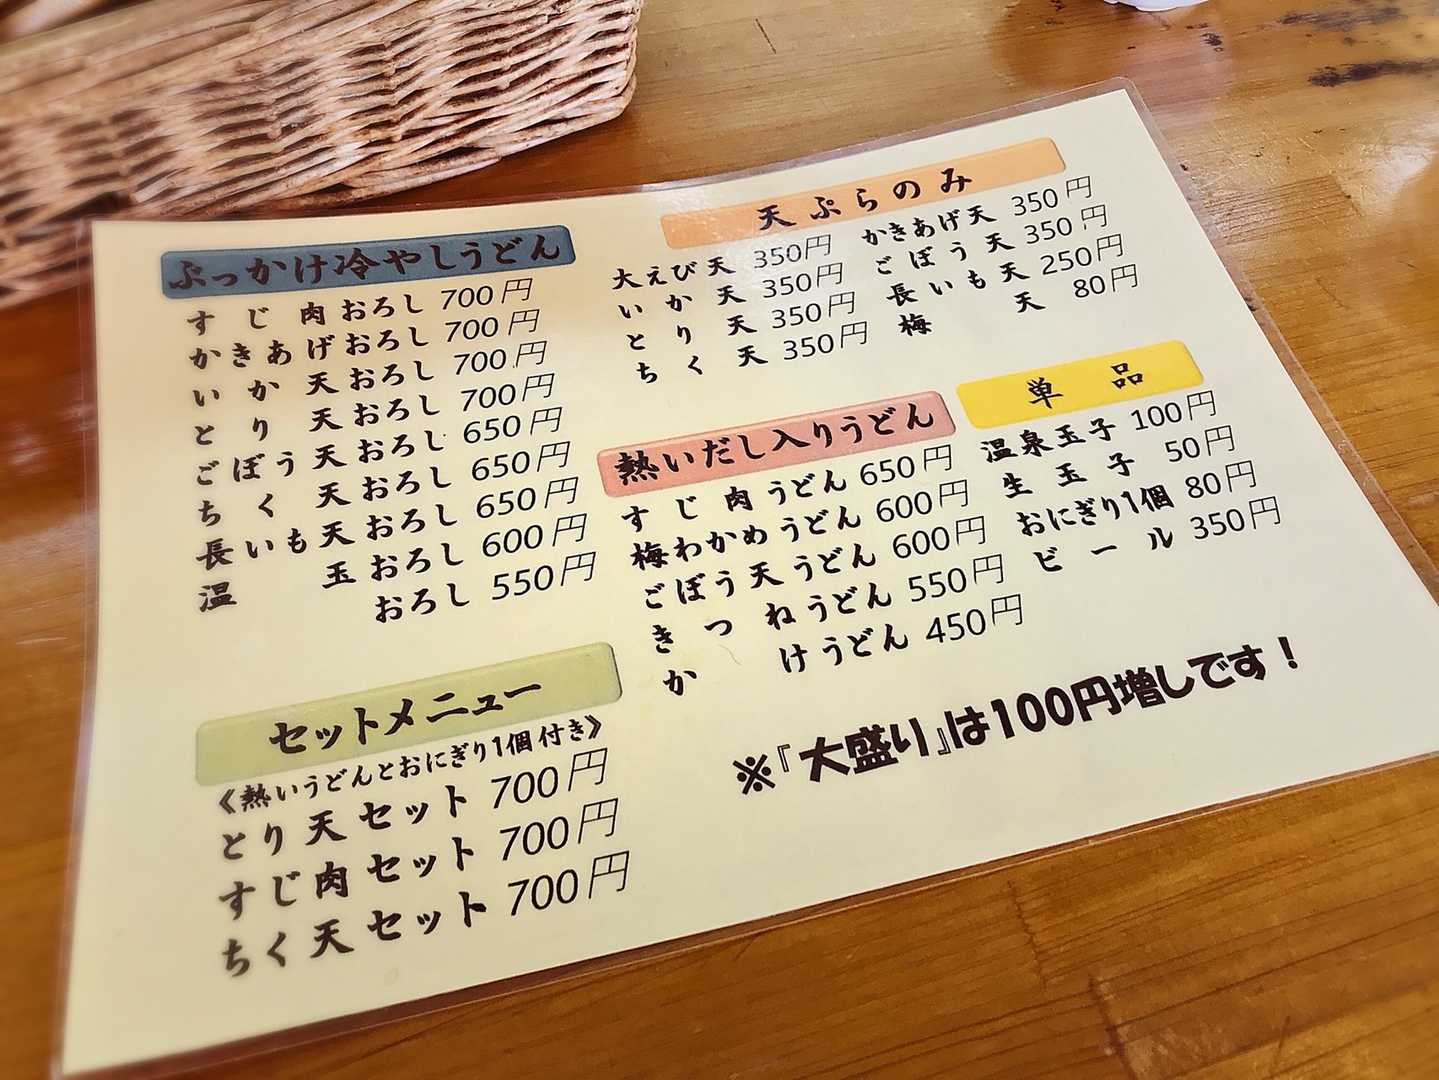 ぶっかけ冷やしうどん
すじ肉おろし 700円
かきあげおろし 700円
いか天おろし 700円
とり天おろし 700円
ごぼう天おろし 650円
ちく天おろし 650円
長いも天おろし 650円
温玉おろし 600円
おろし 550円
セットメニュー
《熱いうどんとおにぎり1個付き》
とり天セット 700円
すじ肉セット 700円
ちく天セット 700円
天ぷらのみ
大えび天 350円
いか天 350円
とり天 350円
ちく天 350円
かきあげ天 350円
ごぼう天 350円
長いも天 250円
梅天 80円
熱いだし入りうどん
すじ肉うどん 650円
梅わかめうどん 600円
ごぼう天うどん 600円
きつねうどん 550円
かけうどん 450円
単品
温泉玉子 100円
生玉子 50円
おにぎり1個 80円
ビール 350円
※『大盛り』は100円増しです！